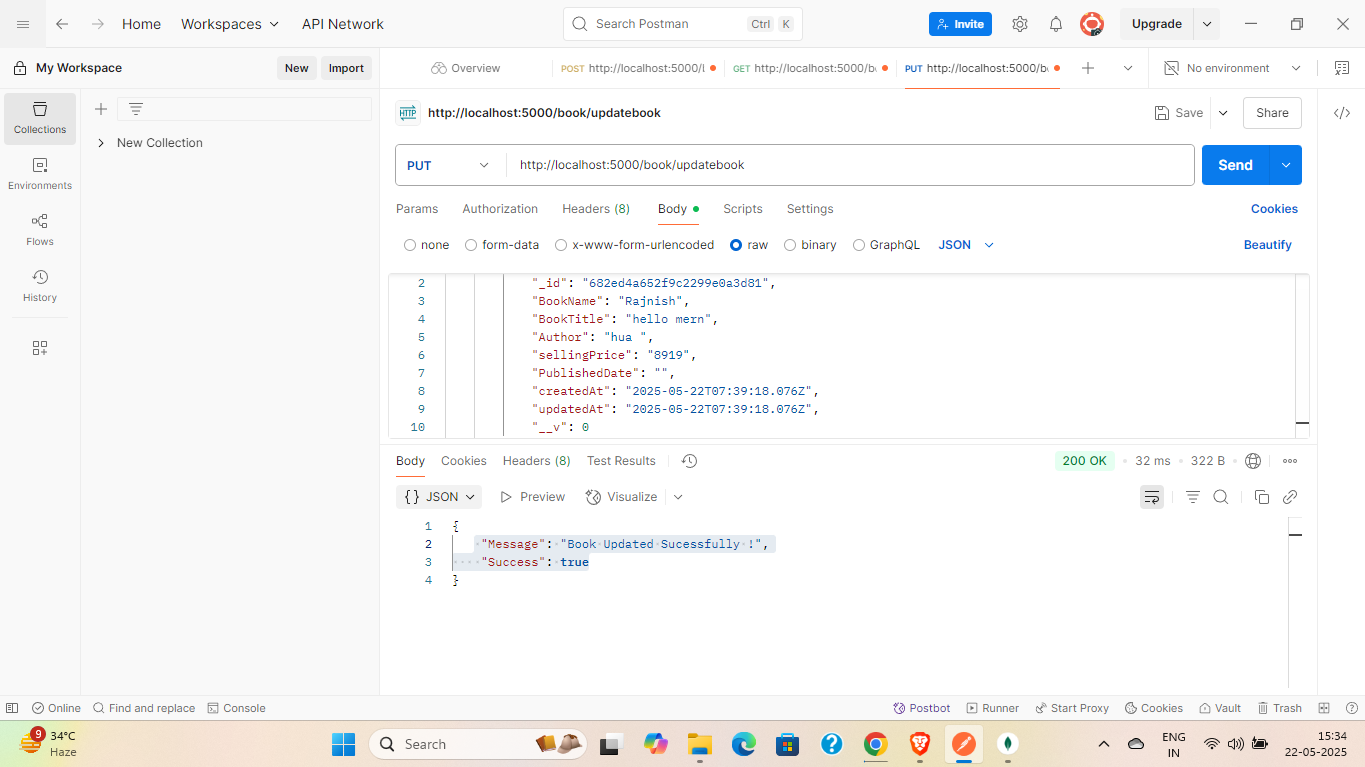 Home Workspaces API Network Search Postman Ctrl K Invite Upgrade
My Workspace New Import Overview POST http://localhost:5000/l GET http://localhost:5000/b PUT http://localhost:5000/b No environment
Collections
Environments
Flows
History
New Collection
HTTP http://localhost:5000/book/updatebook Save Share </>
PUT http://localhost:5000/book/updatebook Send
Params Authorization Headers (8) Body Scripts Settings Cookies
none form-data x-www-form-urlencoded raw binary GraphQL JSON Beautify
2 "_id": "682ed4a652f9c2299e0a3d81",
3 "BookName": "Rajnish",
4 "BookTitle": "hello mern",
5 "Author": "hua ",
6 "sellingPrice": "8919",
7 "PublishedDate": "",
8 "createdAt": "2025-05-22T07:39:18.076Z",
9 "updatedAt": "2025-05-22T07:39:18.076Z",
10 "__v": 0
Body Cookies Headers (8) Test Results 200 OK • 32 ms • 322 B
{} JSON Preview Visualize
1 {
2 "Message": "Book Updated Sucessfully !",
3 "Success": true
4 }
Online Find and replace Console Postbot Runner Start Proxy Cookies Vault Trash
9 34°C
Haze
Search
ENG
IN
15:34
22-05-2025